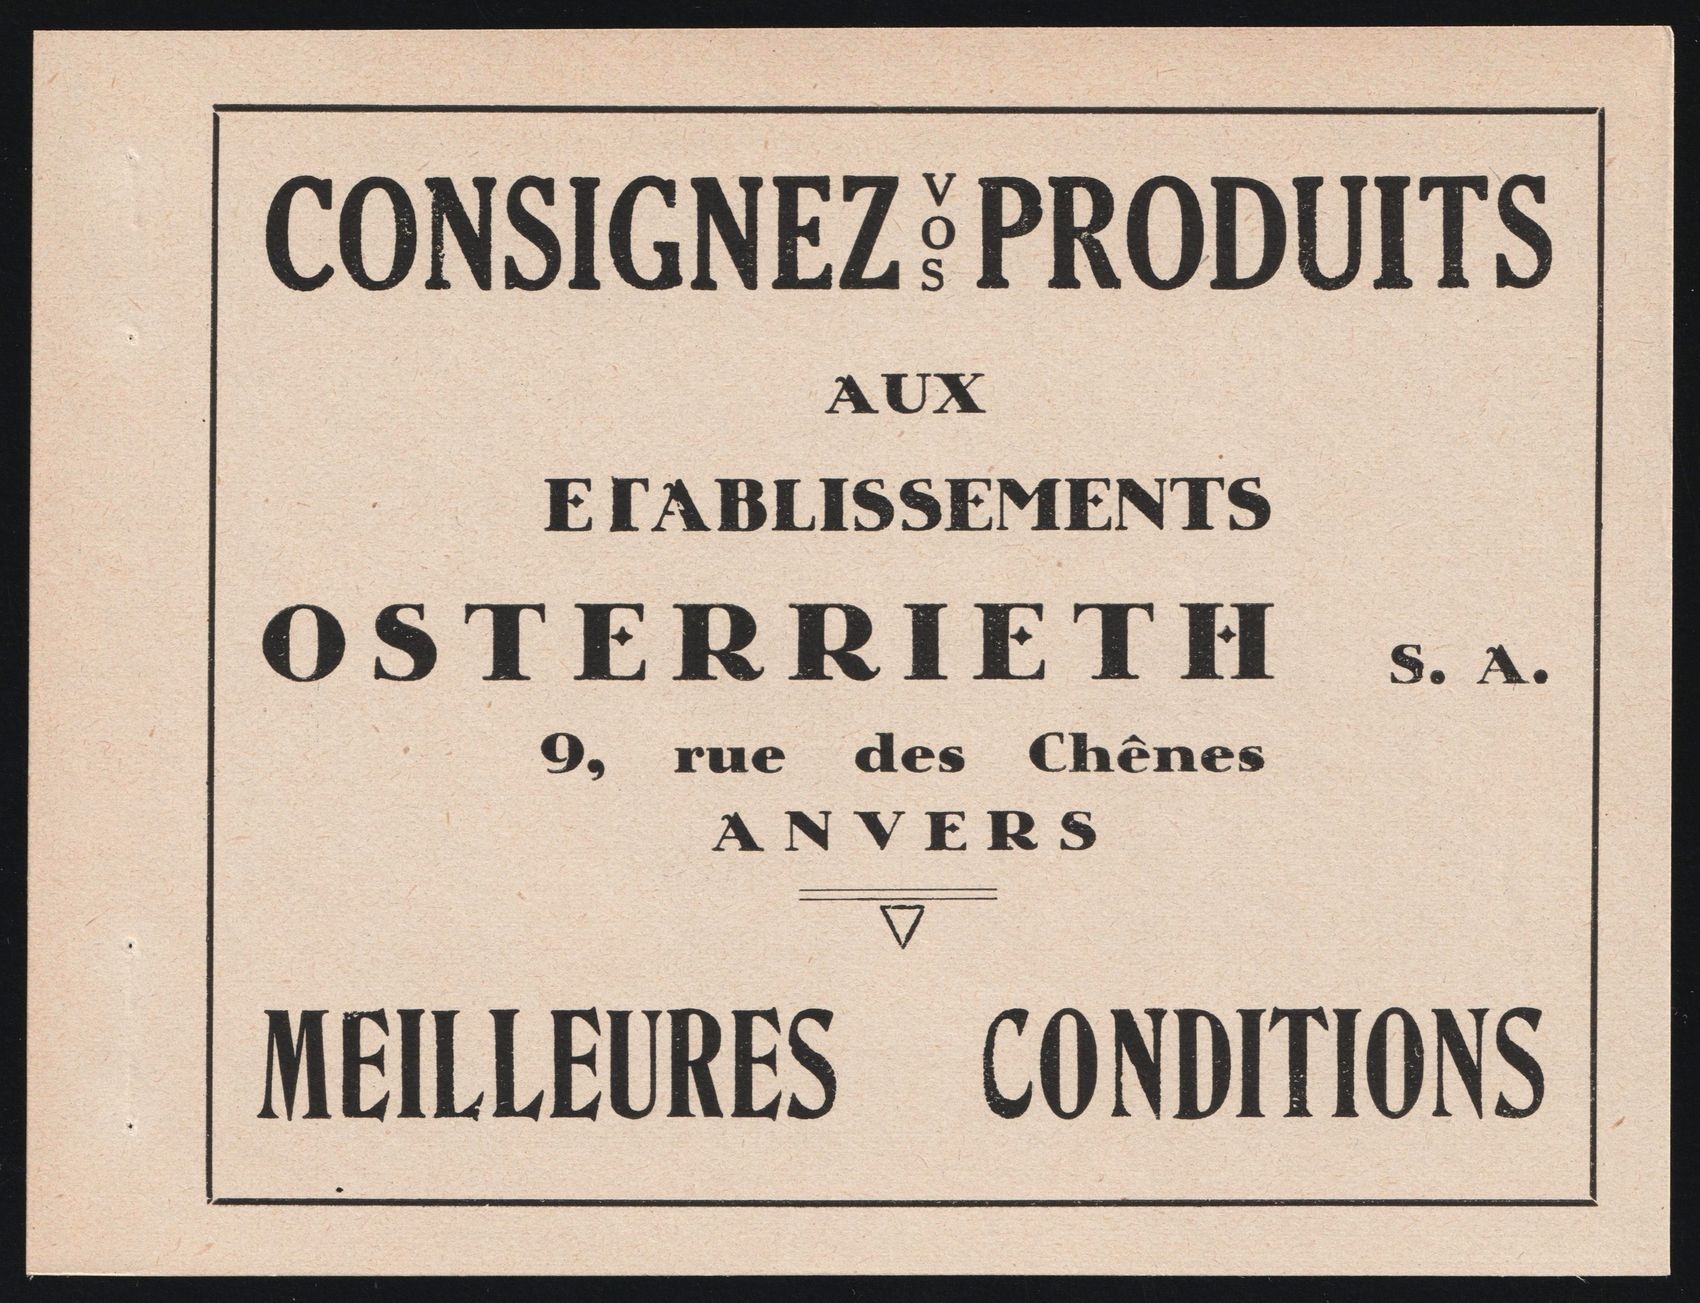 CONSIGNEZ VOS PRODUITS
AUX
ETABLISSEMENTS
OSTERRIETH S. A.
9, rue des Chênes
ANVERS
MEILLEURES CONDITIONS